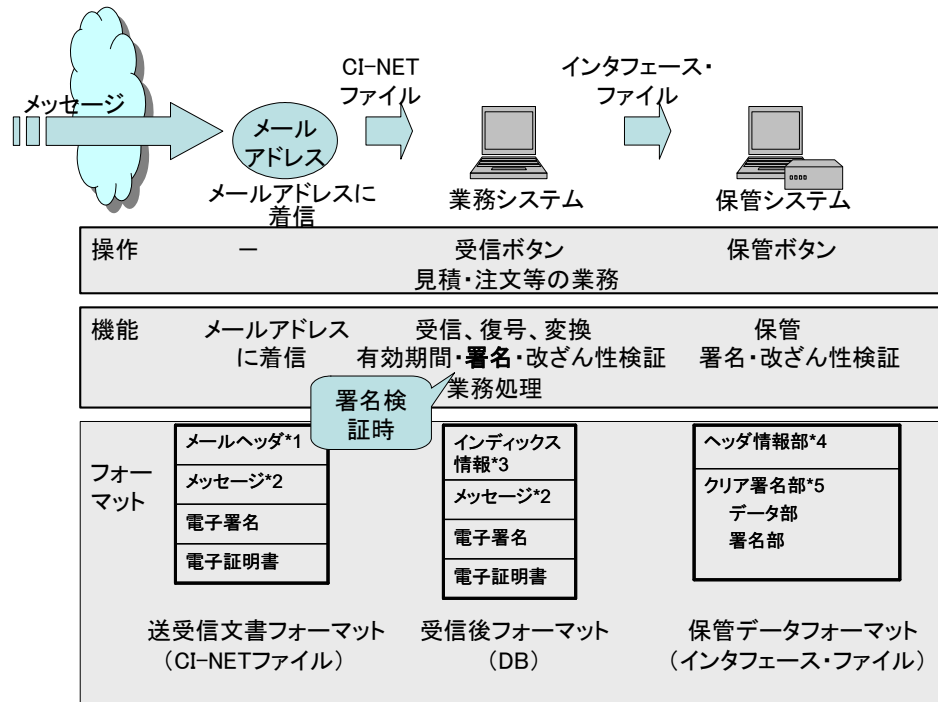 メッセージ
メール
アドレス
メールアドレスに
着信
CI-NET
ファイル
業務システム
インタフェース・
ファイル
保管システム
操作
－
受信ボタン
見積・注文等の業務
保管ボタン
機能
メールアドレス
に着信
受信、復号、変換
有効期間・署名・改ざん性検証
業務処理
保管
署名・改ざん性検証
署名検
証時
フォー
マット
メールヘッダ*1
メッセージ*2
電子署名
電子証明書
送受信文書フォーマット
（CI-NETファイル）
インディックス
情報*3
メッセージ*2
電子署名
電子証明書
受信後フォーマット
（DB）
ヘッダ情報部*4
クリア署名部*5
データ部
署名部
保管データフォーマット
（インタフェース・ファイル）